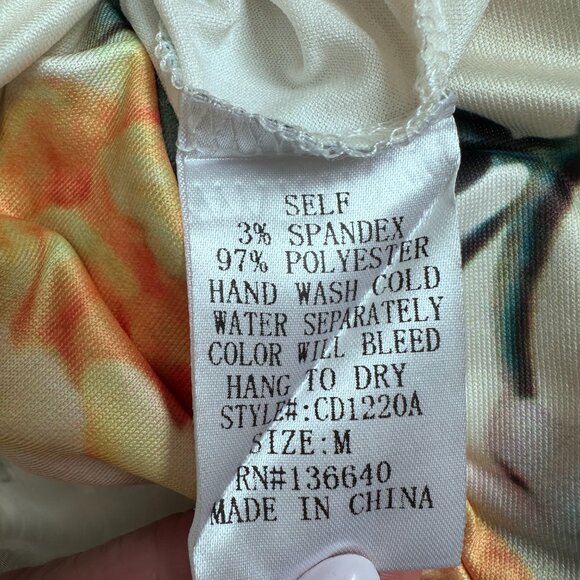 SELF
3% SPANDEX
97% POLYESTER
HAND WASH COLD
WATER SEPARATELY
COLOR WILL BLEED
HANG TO DRY
STYLE#:CD1220A
SIZE:M
RN#136640
MADE IN CHINA